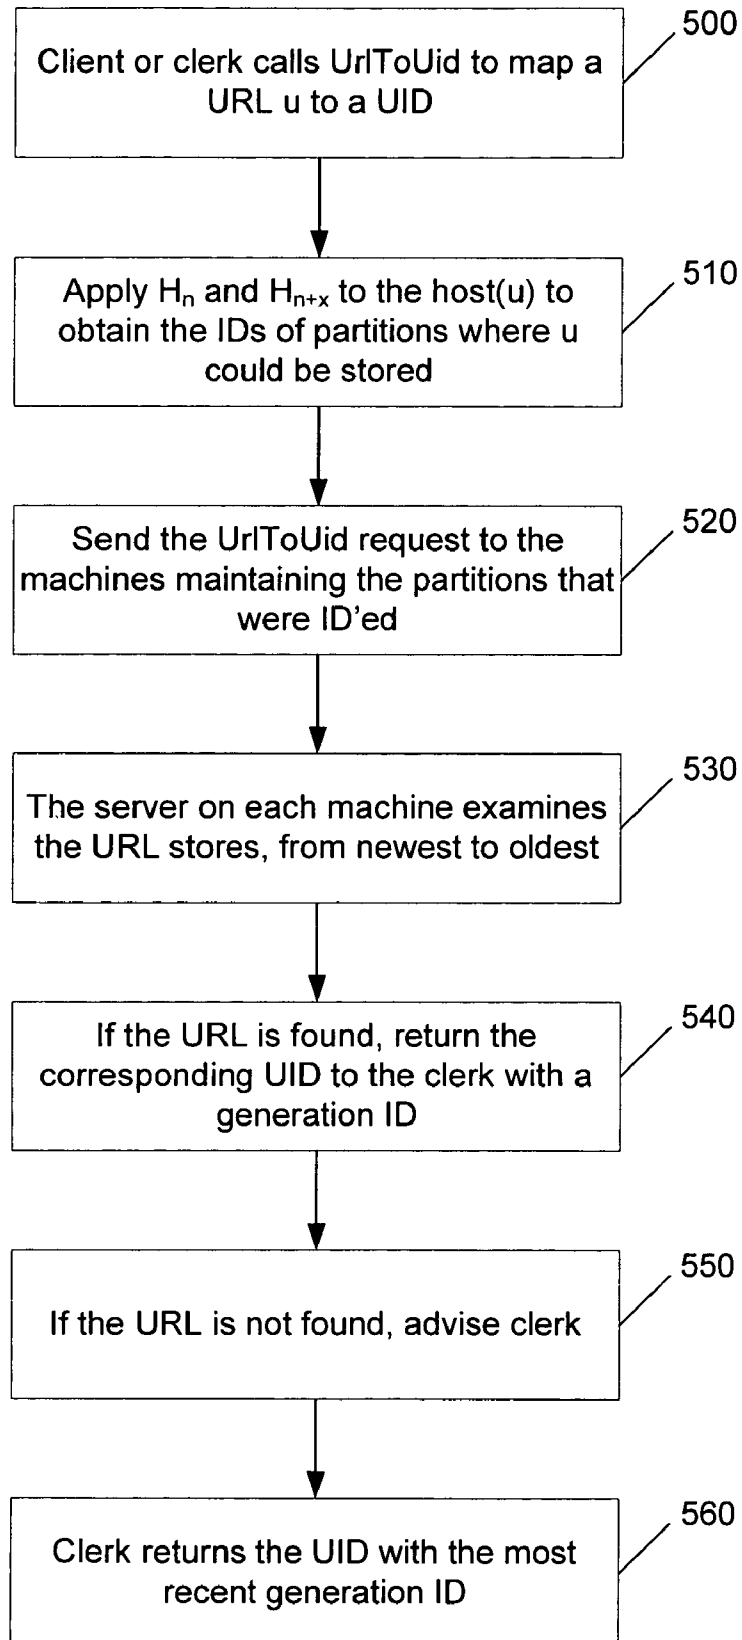 500
Client or clerk calls UrlToUid to map a
URL u to a UID
510
Apply Hn and Hn+x to the host(u) to
obtain the IDs of partitions where u
could be stored
520
Send the UrlToUid request to the
machines maintaining the partitions that
were ID'ed
530
The server on each machine examines
the URL stores, from newest to oldest
540
If the URL is found, return the
corresponding UID to the clerk with a
generation ID
550
If the URL is not found, advise clerk
560
Clerk returns the UID with the most
recent generation ID